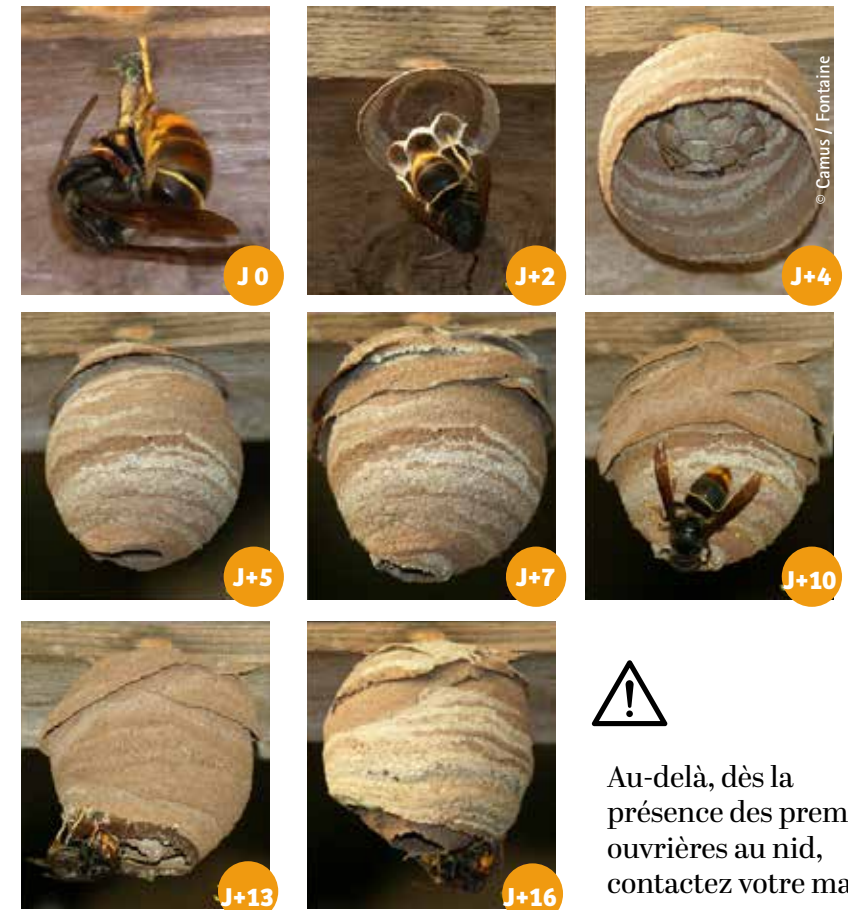 © Camus / Fontaine
J 0
J+2
J+4
J+5
J+7
J+10
J+13
J+16
Au-delà, dès la
présence des prem
ouvrières au nid,
contactez votre ma